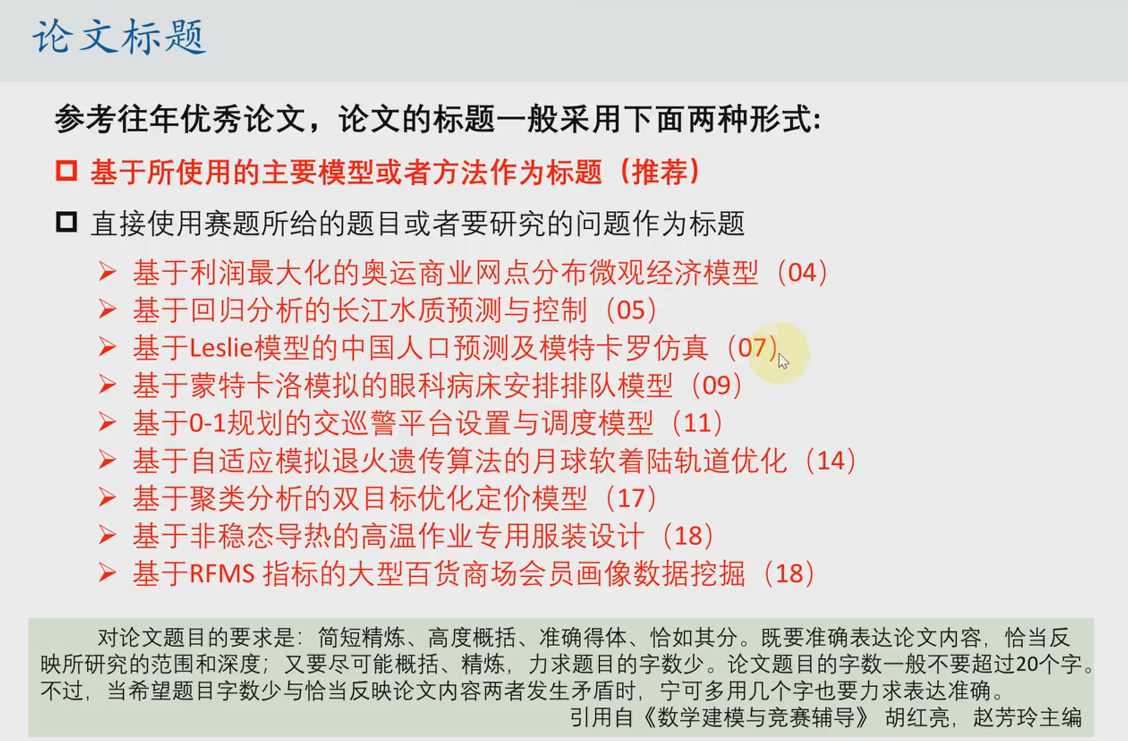 论文标题
参考往年优秀论文，论文的标题一般采用下面两种形式:
基于所使用的主要模型或者方法作为标题（推荐）
直接使用赛题所给的题目或者要研究的问题作为标题
基于利润最大化的奥运商业网点分布微观经济模型（04）
基于回归分析的长江水质预测与控制（05）
基于Leslie模型的中国人口预测及模特卡罗仿真（07）
基于蒙特卡洛模拟的眼科病床安排排队模型（09）
基于0-1规划的交巡警平台设置与调度模型（11）
基于自适应模拟退火遗传算法的月球软着陆轨道优化（14）
基于聚类分析的双目标优化定价模型（17）
基于非稳态导热的高温作业专用服装设计（18）
基于RFMS 指标的大型百货商场会员画像数据挖掘（18）
对论文题目的要求是：简短精炼、高度概括、准确得体、恰如其分。既要准确表达论文内容，恰当反
映所研究的范围和深度；又要尽可能概括、精炼，力求题目的字数少。论文题目的字数一般不要超过20个字。
不过，当希望题目字数少与恰当反映论文内容两者发生矛盾时，宁可多用几个字也要力求表达准确。
引用自《数学建模与竞赛辅导》 胡红亮，赵芳玲主编